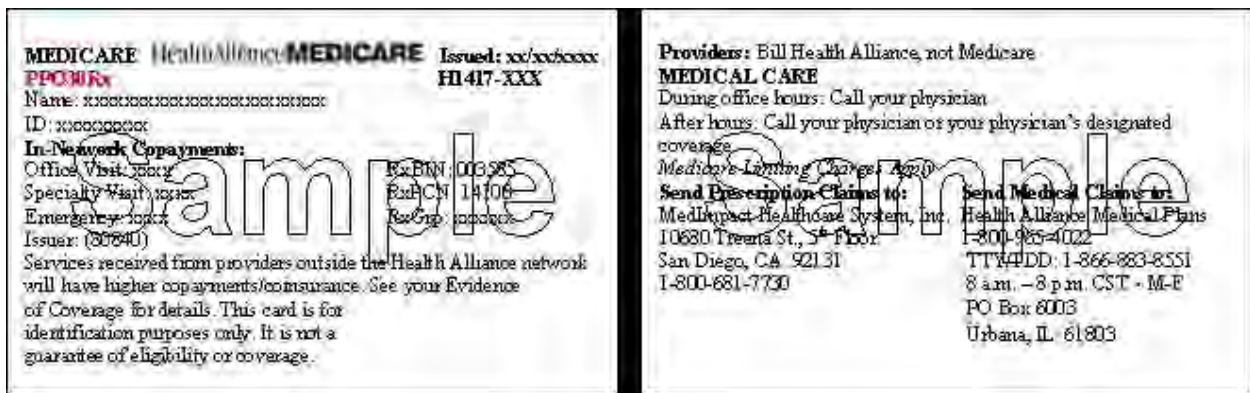 MEDICARE HealthAlliance MEDICARE Issued: xx/xx/xxxx
PPO30Rx H1417-XXX
Name: xxxxxxxxxxxxxxxxxxxxxxxxxx
ID: xxxxxxxxxx
In-Network Copayments:
Office Visit: xxxx RxBIN: 003585
Specialty Visit: xxxx RxPCN: 14106
Emergency: xxxx RxGrp: xxxxxx
Issuer: (80840)
Sample
Services received from providers outside the Health Alliance network
will have higher copayments/coinsurance. See your Evidence
of Coverage for details. This card is for
identification purposes only. It is not a
guarantee of eligibility or coverage.
Providers: Bill Health Alliance, not Medicare
MEDICAL CARE
During office hours: Call your physician
After hours: Call your physician or your physician's designated
coverage
Medicare Limiting Charges Apply
Sample
Send Prescription Claims to:
MedImpact Healthcare System, Inc.
10680 Treena St., 5th Floor
San Diego, CA 92131
1-800-681-7730
Send Medical Claims to:
Health Alliance Medical Plans
1-800-965-4022
TTY/TDD: 1-866-883-8551
8 a.m. – 8 p.m. CST - M-F
PO Box 6003
Urbana, IL 61803